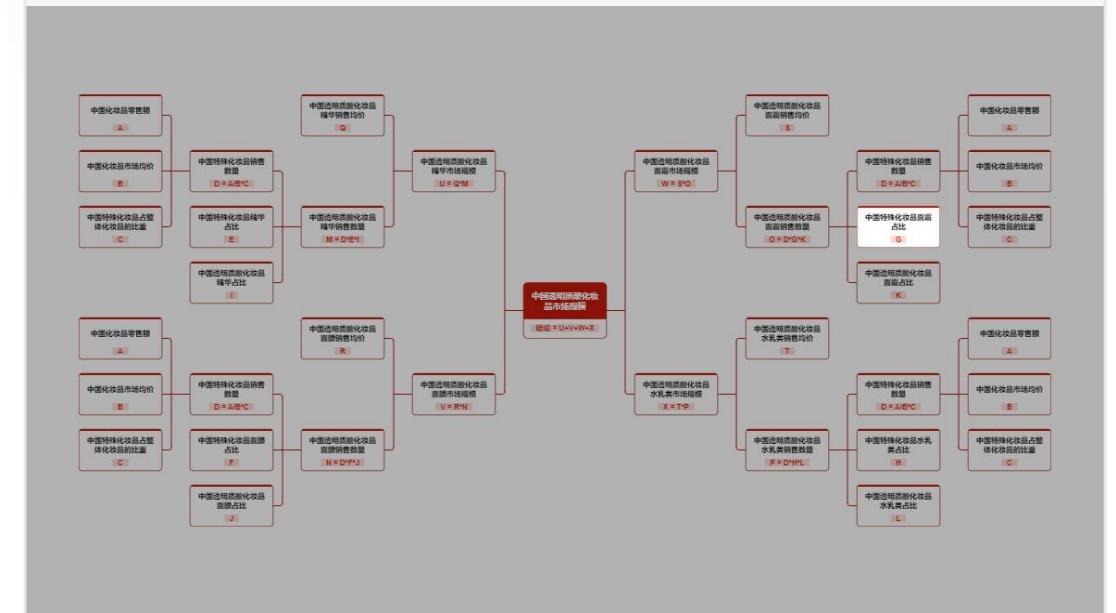 中国化妆品零售额
A
中国化妆品市场均价
B
中国特殊化妆品占整
体化妆品的比重
C
中国特殊化妆品销售
数量
D = A/B*C
中国特殊化妆品精华
占比
E
中国透明质酸化妆品
精华占比
I
中国透明质酸化妆品
精华销售均价
Q
中国透明质酸化妆品
精华销售数量
M = D*E*I
中国透明质酸化妆品
精华市场规模
U = Q*M
中国化妆品零售额
A
中国化妆品市场均价
B
中国特殊化妆品占整
体化妆品的比重
C
中国特殊化妆品销售
数量
D = A/B*C
中国特殊化妆品面膜
占比
F
中国透明质酸化妆品
面膜占比
J
中国透明质酸化妆品
面膜销售均价
R
中国透明质酸化妆品
面膜销售数量
N = D*F*J
中国透明质酸化妆品
面膜市场规模
V = R*N
中国透明质酸化妆
品市场规模
结论 = U+V+W+X
中国透明质酸化妆品
面霜市场规模
W = S*O
中国透明质酸化妆品
面霜销售均价
S
中国透明质酸化妆品
面霜销售数量
O = D*G*K
中国特殊化妆品销售
数量
D = A/B*C
中国特殊化妆品面霜
占比
G
中国透明质酸化妆品
面霜占比
K
中国化妆品零售额
A
中国化妆品市场均价
B
中国特殊化妆品占整
体化妆品的比重
C
中国透明质酸化妆品
水乳类市场规模
X = T*P
中国透明质酸化妆品
水乳类销售均价
T
中国透明质酸化妆品
水乳类销售数量
P = D*H*L
中国特殊化妆品销售
数量
D = A/B*C
中国特殊化妆品水乳
类占比
H
中国透明质酸化妆品
水乳类占比
L
中国化妆品零售额
A
中国化妆品市场均价
B
中国特殊化妆品占整
体化妆品的比重
C